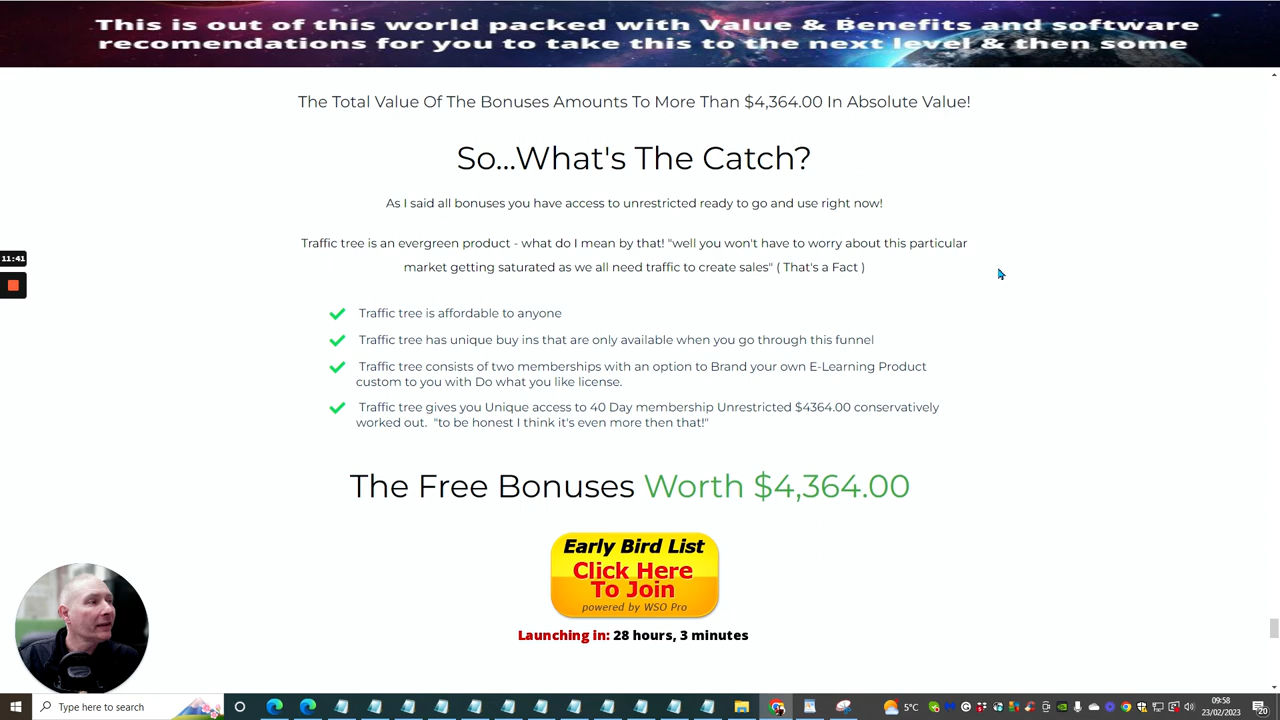 This is out of this world packed with Value & Benefits and software
recomendations for you to take this to the next level & then some
The Total Value Of The Bonuses Amounts To More Than $4,364.00 In Absolute Value!
So...What's The Catch?
As I said all bonuses you have access to unrestricted ready to go and use right now!
Traffic tree is an evergreen product - what do I mean by that! "well you won't have to worry about this particular
market getting saturated as we all need traffic to create sales" ( That's a Fact )
11:41
Traffic tree is affordable to anyone
Traffic tree has unique buy ins that are only available when you go through this funnel
Traffic tree consists of two memberships with an option to Brand your own E-Learning Product
custom to you with Do what you like license.
Traffic tree gives you Unique access to 40 Day membership Unrestricted $4364.00 conservatively
worked out. "to be honest I think it's even more then that!"
The Free Bonuses Worth $4,364.00
Early Bird List
Click Here
To Join
powered by WSO Pro
Launching in: 28 hours, 3 minutes
Type here to search
5°C
09:58
23/02/2023
20